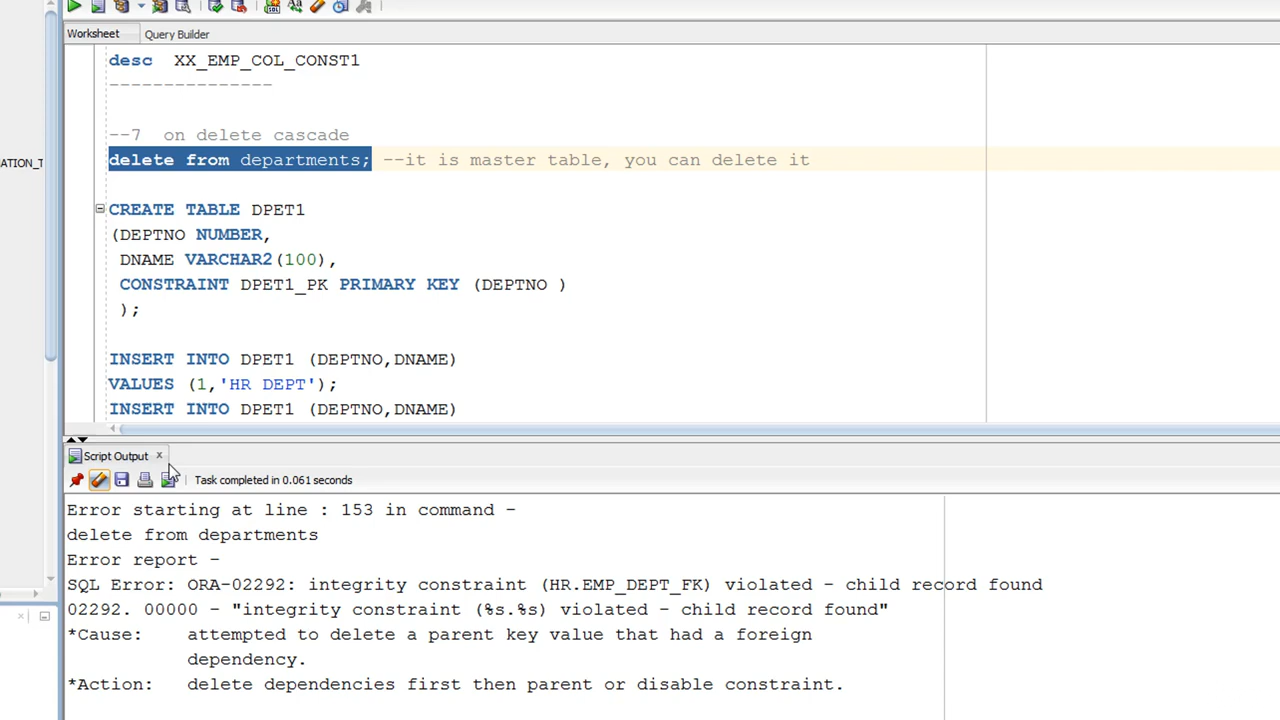 Worksheet Query Builder
desc XX_EMP_COL_CONST1
---------------
--7 on delete cascade
ATION_T
delete from departments; --it is master table, you can delete it
CREATE TABLE DPET1
(DEPTNO NUMBER,
DNAME VARCHAR2(100),
CONSTRAINT DPET1_PK PRIMARY KEY (DEPTNO )
);
INSERT INTO DPET1 (DEPTNO,DNAME)
VALUES (1,'HR DEPT');
INSERT INTO DPET1 (DEPTNO,DNAME)
Script Output x
Task completed in 0.061 seconds
Error starting at line : 153 in command -
delete from departments
Error report -
SQL Error: ORA-02292: integrity constraint (HR.EMP_DEPT_FK) violated - child record found
02292. 00000 - "integrity constraint (%s.%s) violated - child record found"
*Cause: attempted to delete a parent key value that had a foreign
dependency.
*Action: delete dependencies first then parent or disable constraint.